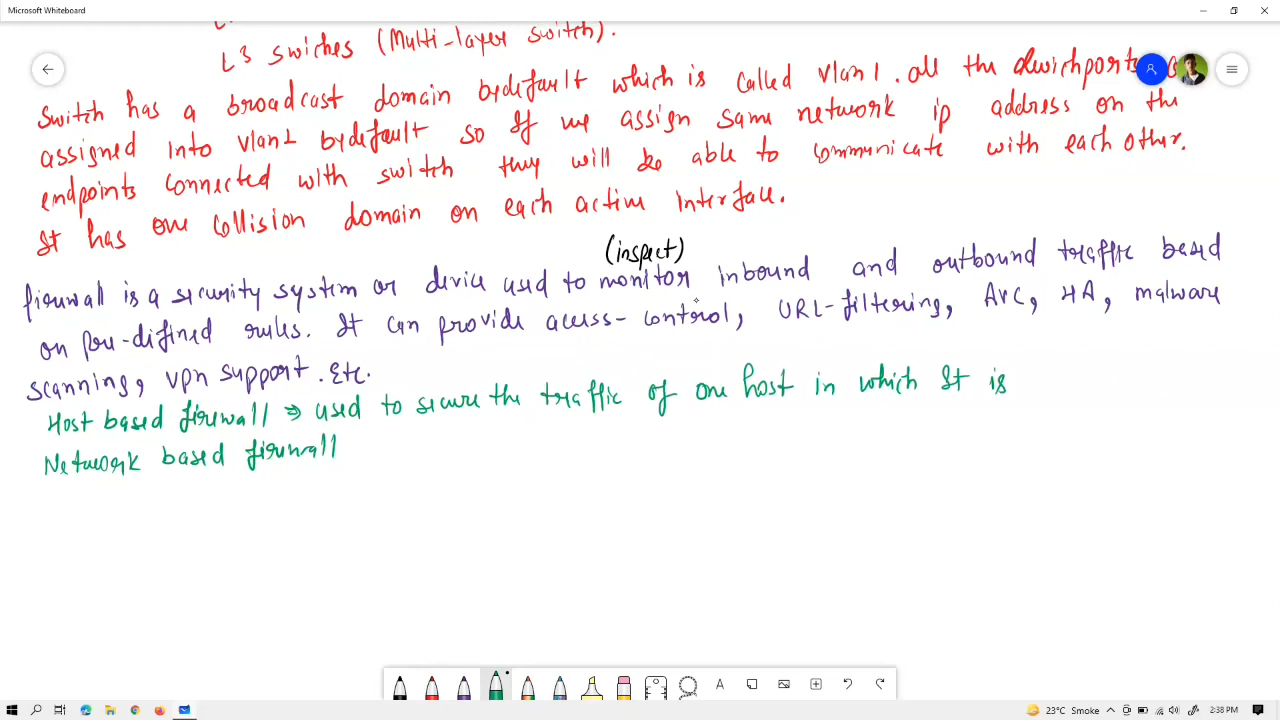 Microsoft Whiteboard
L3 swiches (Multi-layer switch).
Switch has a broadcast domain bydefault which is called vlan1. all the
assigned into vlan1 bydefault so If we assign same network ip address on the
endpoints connected with switch they will be able to communicate with each other.
It has one collision domain on each active interface.
(inspect)
firewall is a security system or device used to monitor inbound and outbound traffic based
on pre-difined rules. It can provide access-control, URL-filtering, AVC, HA, malware
scanning, vpn support. Etc.
Host based firewall → used to secure the traffic of one host in which It is
Network based firewall
A
23°C Smoke
2:38 PM